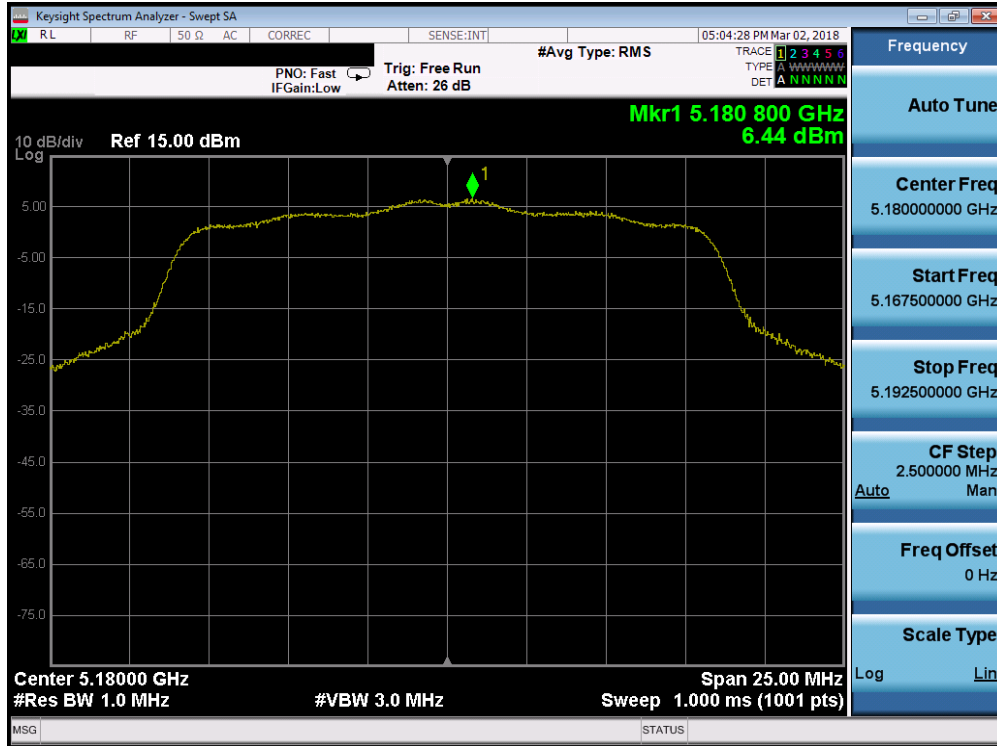 Keysight Spectrum Analyzer - Swept SA
LXI RL RF 50 Ω AC CORREC SENSE:INT 05:04:28 PM Mar 02, 2018
#Avg Type: RMS TRACE 1 2 3 4 5 6
PNO: Fast Trig: Free Run TYPE A WWWWW
IFGain:Low Atten: 26 dB DET A N N N N N
Mkr1 5.180 800 GHz
6.44 dBm
10 dB/div Ref 15.00 dBm
Log
1
5.00
-5.00
-15.0
-25.0
-35.0
-45.0
-55.0
-65.0
-75.0
Center 5.18000 GHz Span 25.00 MHz
#Res BW 1.0 MHz #VBW 3.0 MHz Sweep 1.000 ms (1001 pts)
MSG STATUS
Frequency
Auto Tune
Center Freq
5.180000000 GHz
Start Freq
5.167500000 GHz
Stop Freq
5.192500000 GHz
CF Step
2.500000 MHz
Auto Man
Freq Offset
0 Hz
Scale Type
Log Lin